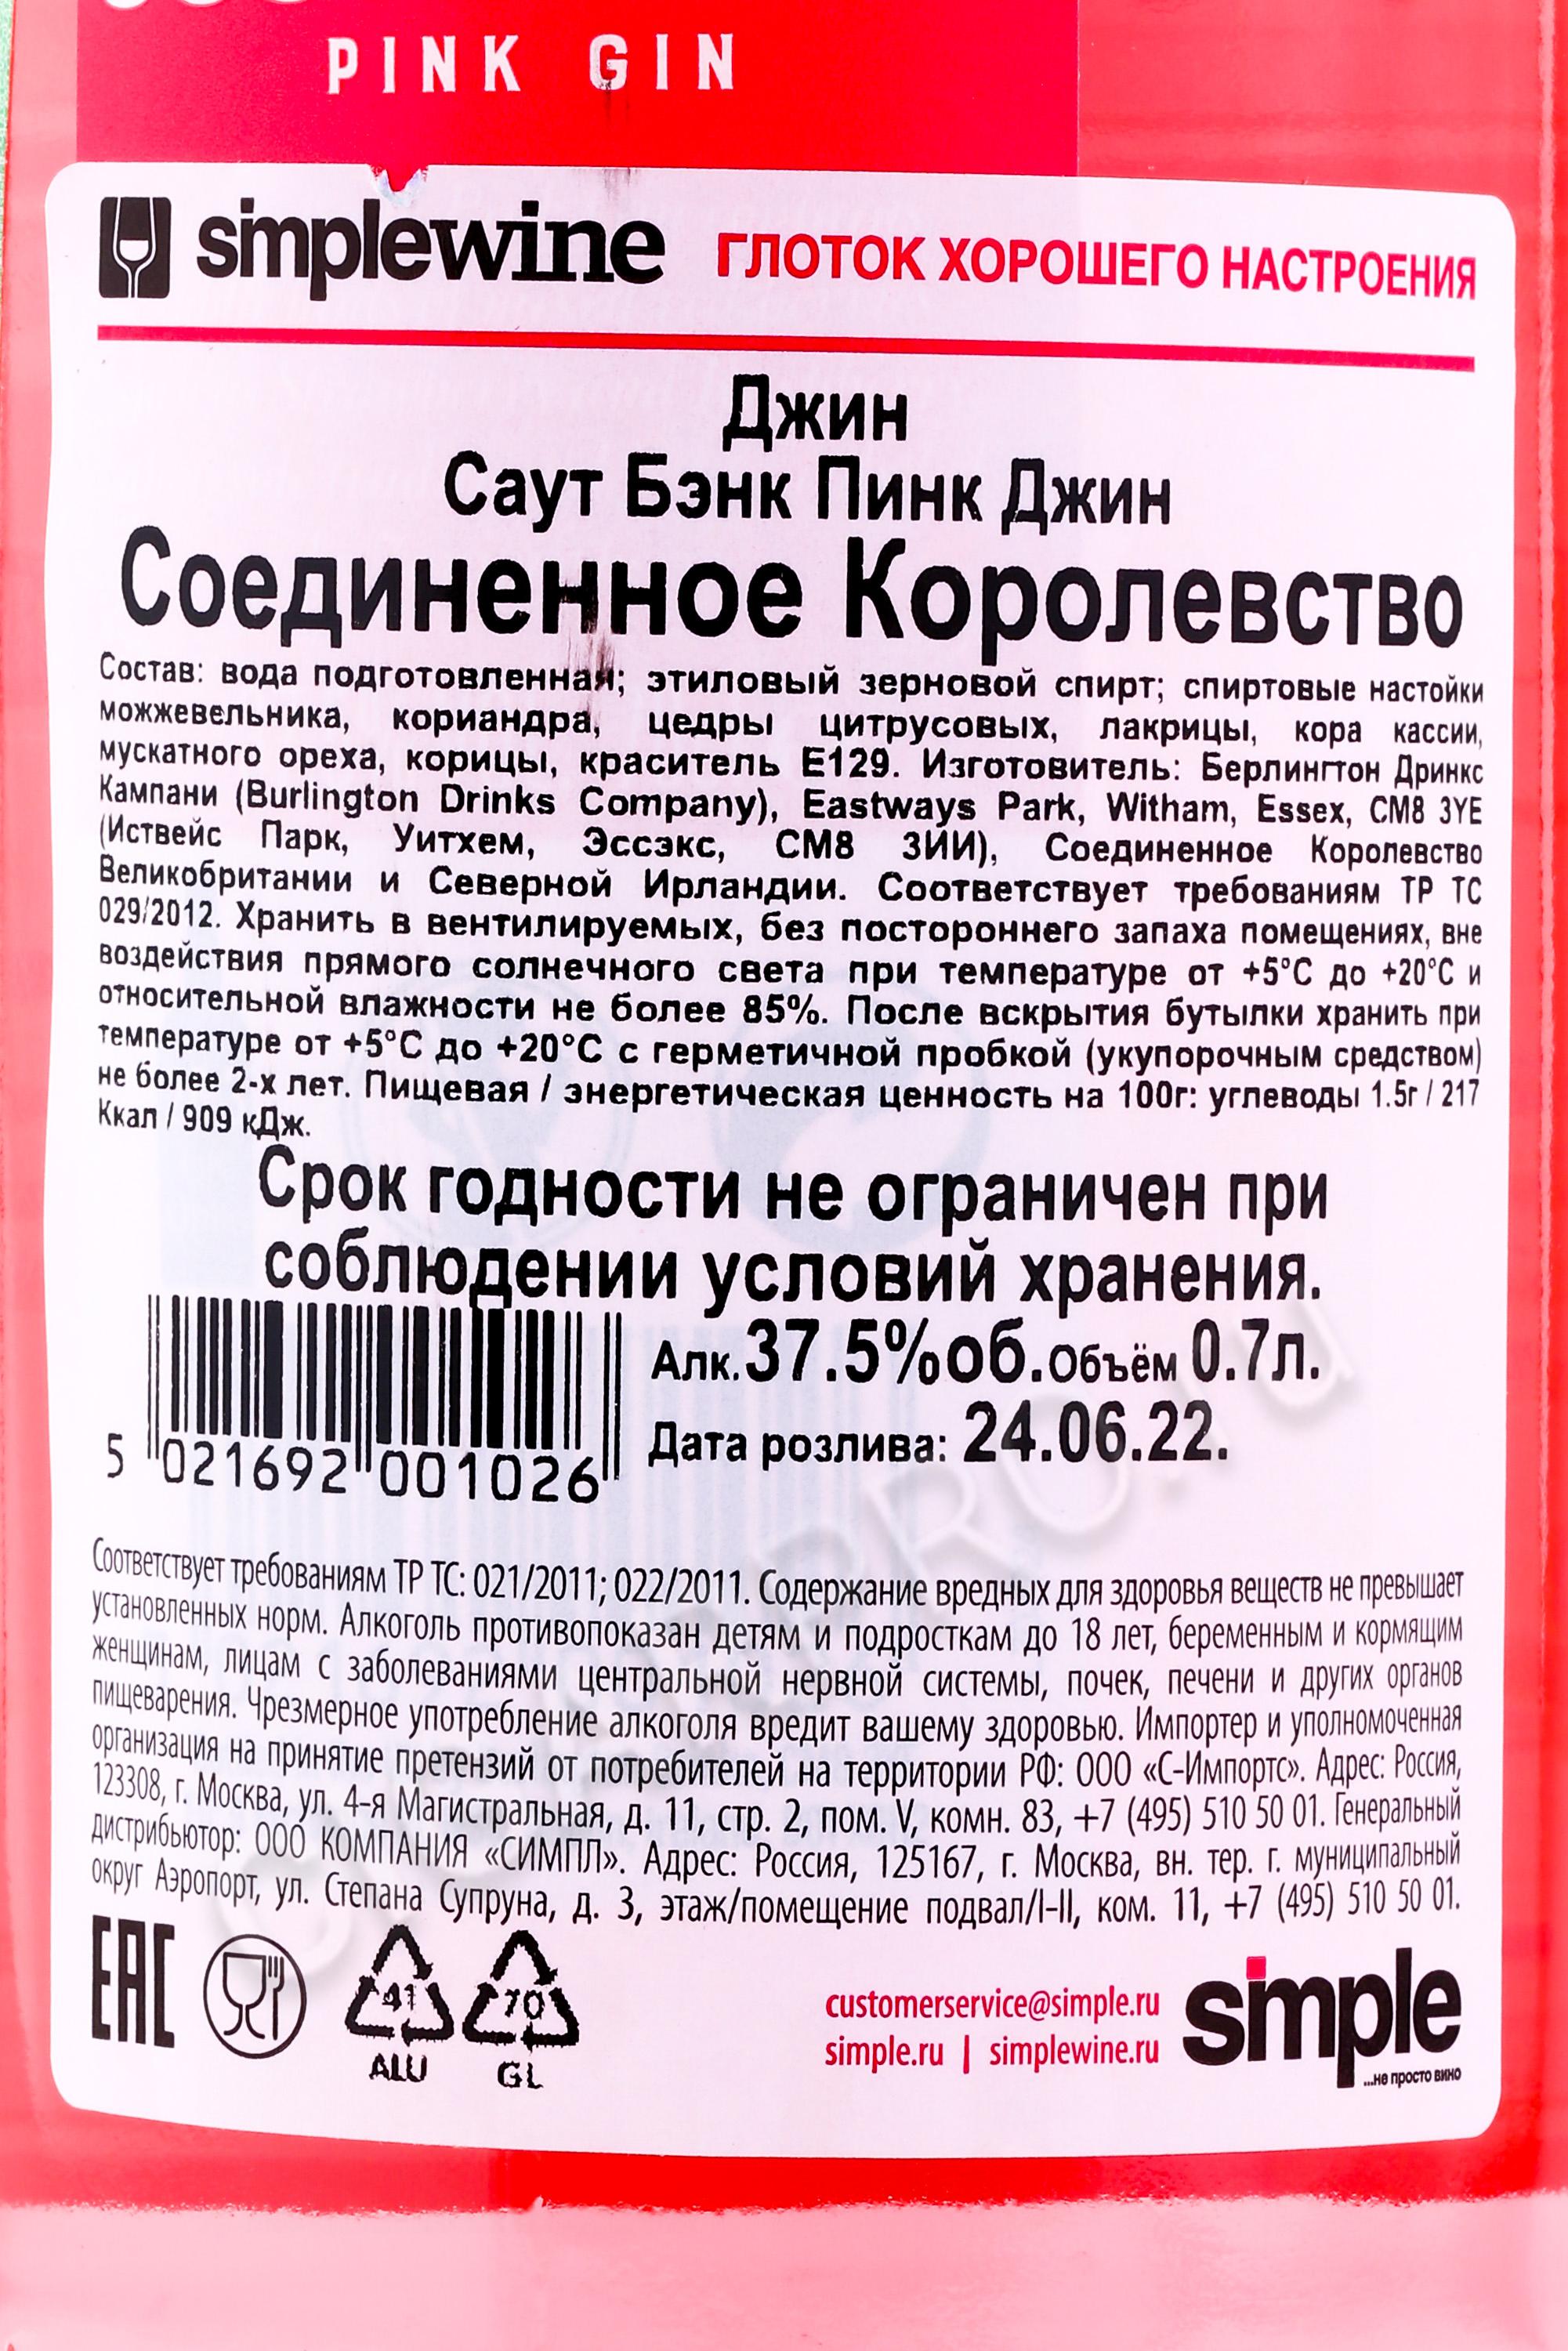 PINK GIN
simplewine ГЛОТОК ХОРОШЕГО НАСТРОЕНИЯ
Джин
Саут Бэнк Пинк Джин
Соединенное Королевство
Состав: вода подготовленная; этиловый зерновой спирт; спиртовые настойки
можжевельника, кориандра, цедры цитрусовых, лакрицы, кора кассии,
мускатного ореха, корицы, краситель Е129. Изготовитель: Берлингтон Дринкс
Кампани (Burlington Drinks Company), Eastways Park, Witham, Essex, CM8 3YE
(Иствейс Парк, Уитхем, Эссэкс, СМ8 3ИИ), Соединенное Королевство
Великобритании и Северной Ирландии. Соответствует требованиям ТР ТС
029/2012. Хранить в вентилируемых, без постороннего запаха помещениях, вне
воздействия прямого солнечного света при температуре от +5°С до +20°С и
относительной влажности не более 85%. После вскрытия бутылки хранить при
температуре от +5°С до +20°С с герметичной пробкой (укупорочным средством)
не более 2-х лет. Пищевая / энергетическая ценность на 100г: углеводы 1.5г / 217
Ккал / 909 кДж.
Срок годности не ограничен при
соблюдении условий хранения.
Алк.37.5%об.Объём 0.7л.
Дата розлива: 24.06.22.
5 021692 001026
Соответствует требованиям ТР ТС: 021/2011; 022/2011. Содержание вредных для здоровья веществ не превышает
установленных норм. Алкоголь противопоказан детям и подросткам до 18 лет, беременным и кормящим
женщинам, лицам с заболеваниями центральной нервной системы, почек, печени и других органов
пищеварения. Чрезмерное употребление алкоголя вредит вашему здоровью. Импортер и уполномоченная
организация на принятие претензий от потребителей на территории РФ: ООО «С-Импортс». Адрес: Россия,
123308, г. Москва, ул. 4-я Магистральная, д. 11, стр. 2, пом. V, комн. 83, +7 (495) 510 50 01. Генеральный
дистрибьютор: ООО КОМПАНИЯ «СИМПЛ». Адрес: Россия, 125167, г. Москва, вн. тер. г. муниципальный
округ Аэропорт, ул. Степана Супруна, д. 3, этаж/помещение подвал/I-II, ком. 11, +7 (495) 510 50 01.
EAC
41 70
ALU GL
customerservice@simple.ru
simple.ru | simplewine.ru
simple
...не просто вино